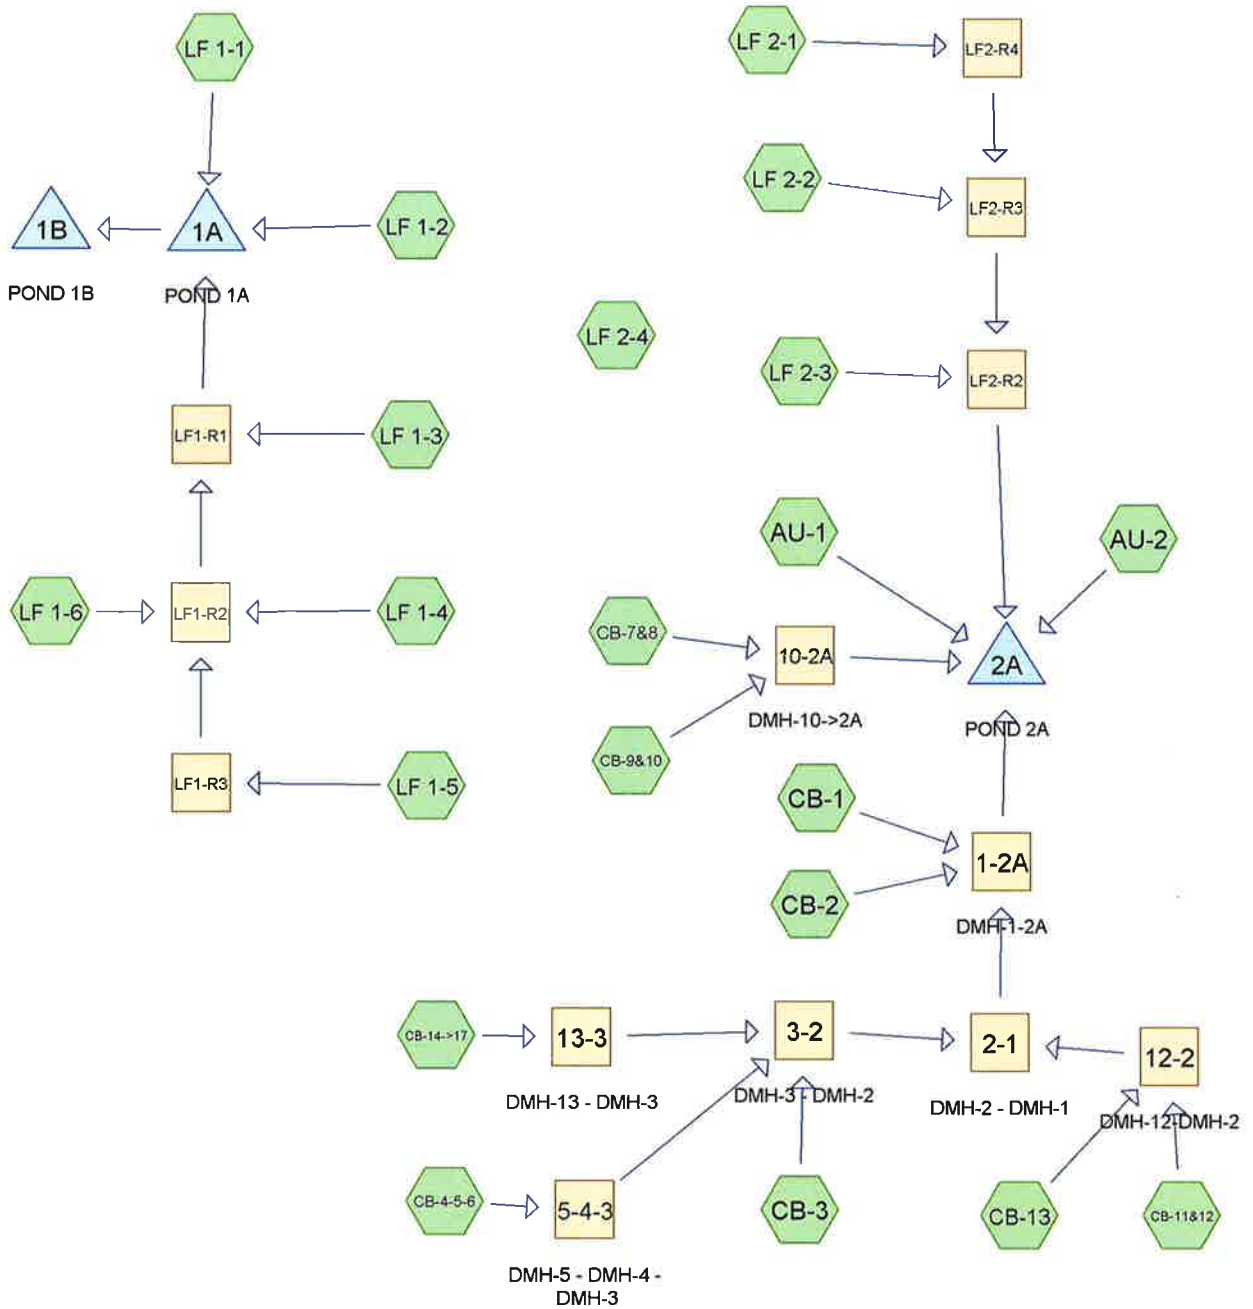 LF 1-1
LF 2-1
LF2-R4
LF 2-2
LF2-R3
1B
1A
LF 1-2
POND 1B
POND 1A
LF 2-4
LF 2-3
LF2-R2
LF1-R1
LF 1-3
AU-1
AU-2
LF 1-6
LF1-R2
LF 1-4
CB-7&8
10-2A
2A
DMH-10->2A
POND 2A
CB-9&10
LF1-R3
LF 1-5
CB-1
1-2A
CB-2
DMH-1-2A
CB-14->17
13-3
3-2
2-1
12-2
DMH-13 - DMH-3
DMH-3 - DMH-2
DMH-2 - DMH-1
DMH-12-DMH-2
CB-4-5-6
5-4-3
CB-3
CB-13
CB-11&12
DMH-5 - DMH-4 -
DMH-3